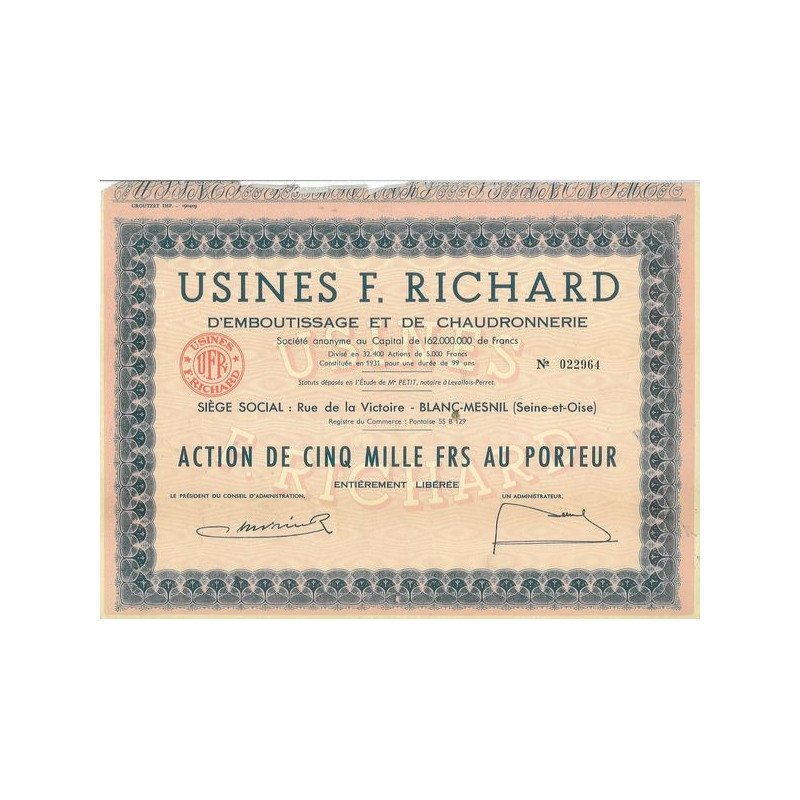 CROUTZET IMP. - 190409
USINES F. RICHARD
D'EMBOUTISSAGE ET DE CHAUDRONNERIE
Société anonyme au Capital de 162.000.000 de Francs
Divisé en 32.400 Actions de 5.000 Francs
Constituée en 1931 pour une durée de 99 ans
Nº 022964
USINES
UFR
F. RICHARD
Statuts déposés en l'Étude de Me PETIT, notaire à Levallois-Perret.
SIÈGE SOCIAL : Rue de la Victoire - BLANC-MESNIL (Seine-et-Oise)
Registre du Commerce : Pontoise 55 B 129
ACTION DE CINQ MILLE FRS AU PORTEUR
ENTIÈREMENT LIBÉRÉE
LE PRÉSIDENT DU CONSEIL D'ADMINISTRATION,
UN ADMINISTRATEUR,
USINES
F. RICHARD